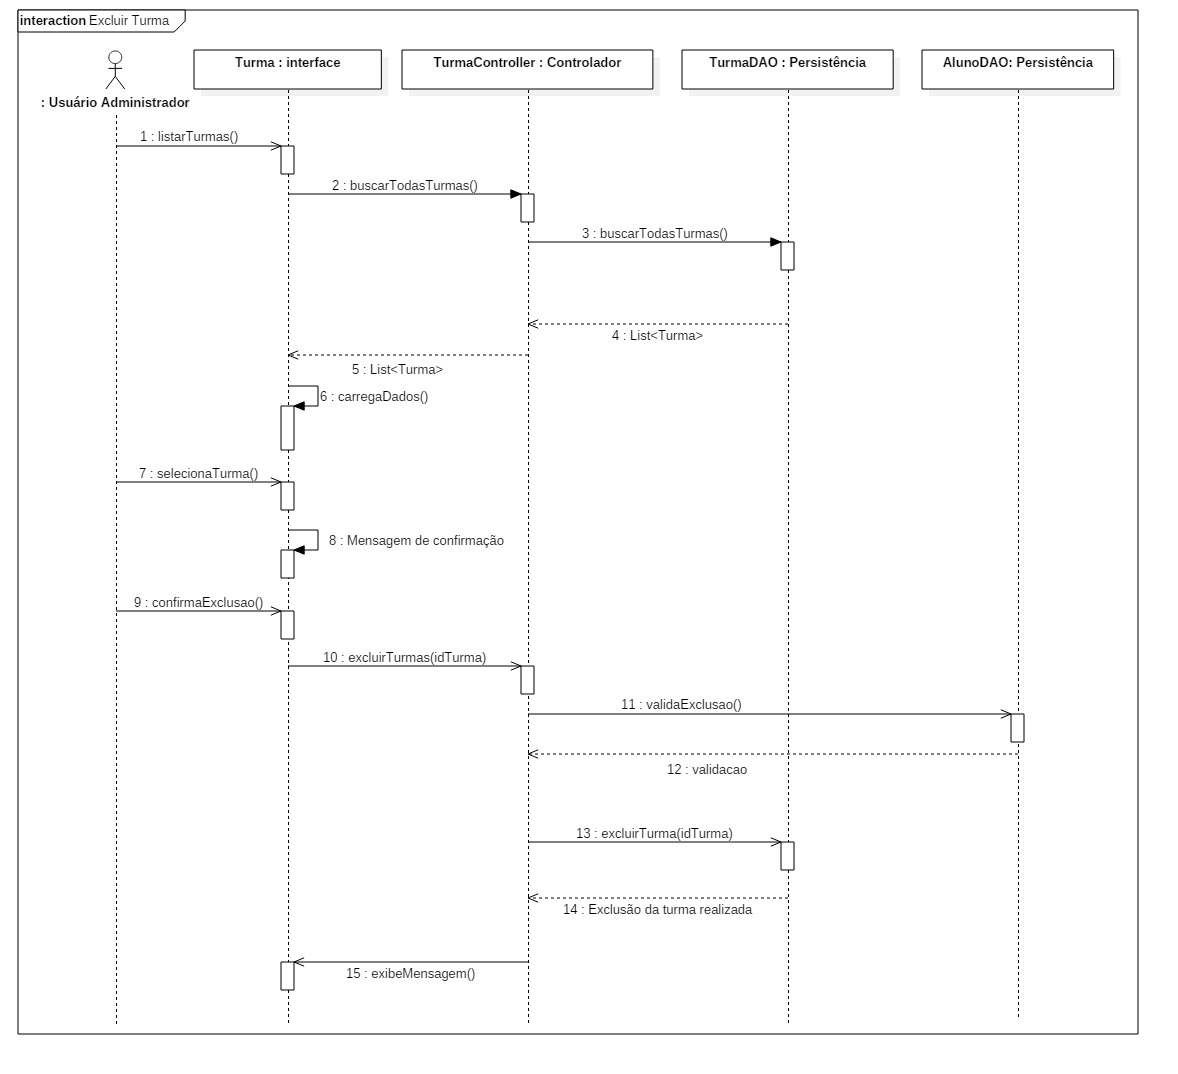 interaction Excluir Turma
Turma : interface
TurmaController : Controlador
TurmaDAO : Persistência
AlunoDAO: Persistência
: Usuário Administrador
1 : listarTurmas()
2 : buscarTodasTurmas()
3 : buscarTodasTurmas()
4 : List<Turma>
5 : List<Turma>
6 : carregaDados()
7 : selecionaTurma()
8 : Mensagem de confirmação
9 : confirmaExclusao()
10 : excluirTurmas(idTurma)
11 : validaExclusao()
12 : validacao
13 : excluirTurma(idTurma)
14 : Exclusão da turma realizada
15 : exibeMensagem()